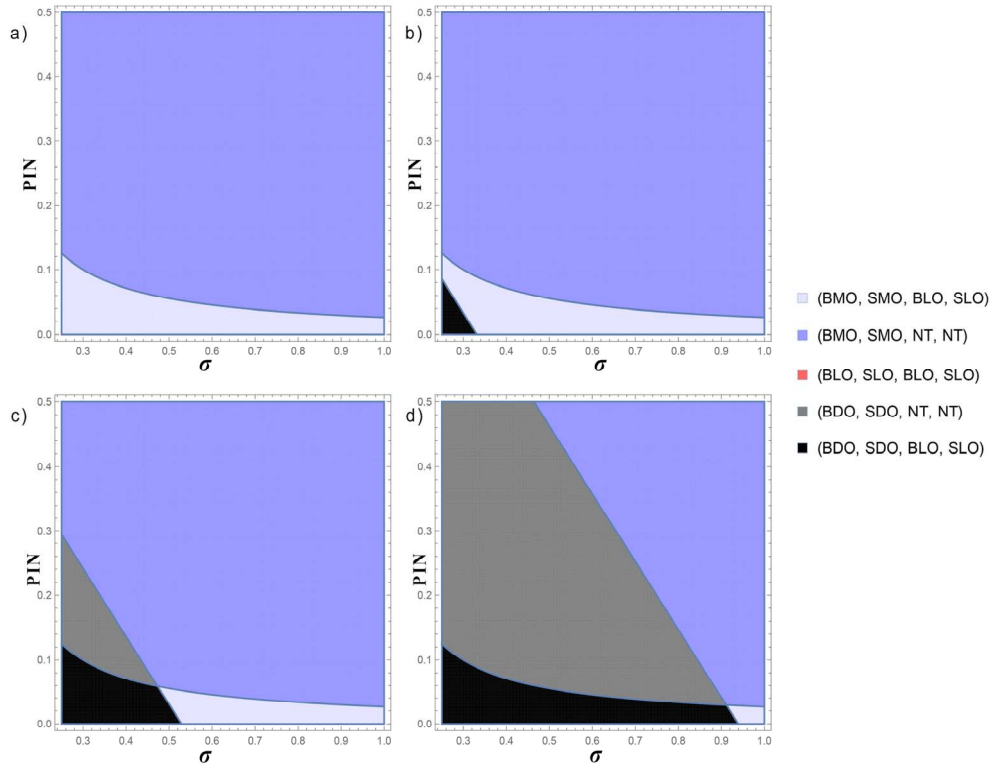 a)
0.5
0.4
0.3
0.2
0.1
0.0
PIN
0.3 0.4 0.5 0.6 0.7 0.8 0.9 1.0
σ
b)
0.5
0.4
0.3
0.2
0.1
0.0
PIN
0.3 0.4 0.5 0.6 0.7 0.8 0.9 1.0
σ
c)
0.5
0.4
0.3
0.2
0.1
0.0
PIN
0.3 0.4 0.5 0.6 0.7 0.8 0.9 1.0
σ
d)
0.5
0.4
0.3
0.2
0.1
0.0
PIN
0.3 0.4 0.5 0.6 0.7 0.8 0.9 1.0
σ
(BMO, SMO, BLO, SLO)
(BMO, SMO, NT, NT)
(BLO, SLO, BLO, SLO)
(BDO, SDO, NT, NT)
(BDO, SDO, BLO, SLO)